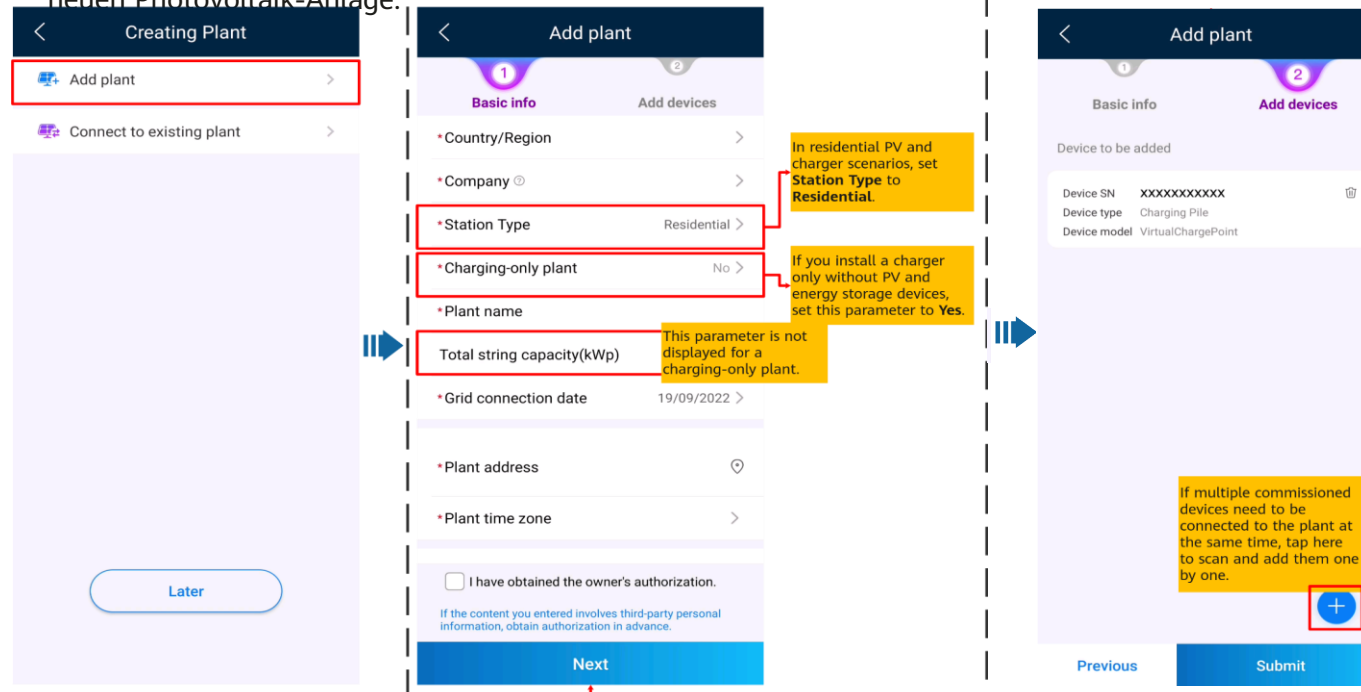 neuen Photovoltaik-Anlage.
Creating Plant
Add plant
Connect to existing plant
Later
Add plant
1
2
Basic info
Add devices
*Country/Region
*Company
*Station Type
Residential
*Charging-only plant
No
*Plant name
Total string capacity(kWp)
*Grid connection date
19/09/2022
*Plant address
*Plant time zone
I have obtained the owner's authorization.
If the content you entered involves third-party personal
information, obtain authorization in advance.
Next
In residential PV and
charger scenarios, set
Station Type to
Residential.
If you install a charger
only without PV and
energy storage devices,
set this parameter to Yes.
This parameter is not
displayed for a
charging-only plant.
Add plant
1
2
Basic info
Add devices
Device to be added
Device SN XXXXXXXXXXX
Device type Charging Pile
Device model VirtualChargePoint
If multiple commissioned
devices need to be
connected to the plant at
the same time, tap here
to scan and add them one
by one.
Previous
Submit